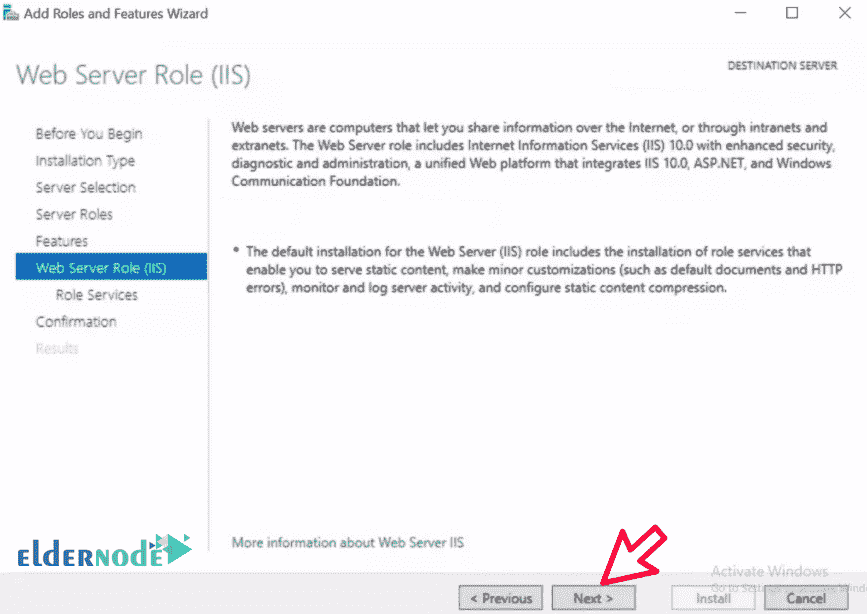 Add Roles and Features Wizard
Web Server Role (IIS)
DESTINATION SERVER
Before You Begin
Installation Type
Server Selection
Server Roles
Features
Web Server Role (IIS)
Role Services
Confirmation
Results
Web servers are computers that let you share information over the Internet, or through intranets and
extranets. The Web Server role includes Internet Information Services (IIS) 10.0 with enhanced security,
diagnostic and administration, a unified Web platform that integrates IIS 10.0, ASP.NET, and Windows
Communication Foundation.
• The default installation for the Web Server (IIS) role includes the installation of role services that
enable you to serve static content, make minor customizations (such as default documents and HTTP
errors), monitor and log server activity, and configure static content compression.
More information about Web Server IIS
eldernode
Activate Windows
Go to
< Previous
Next >
Install
Cancel